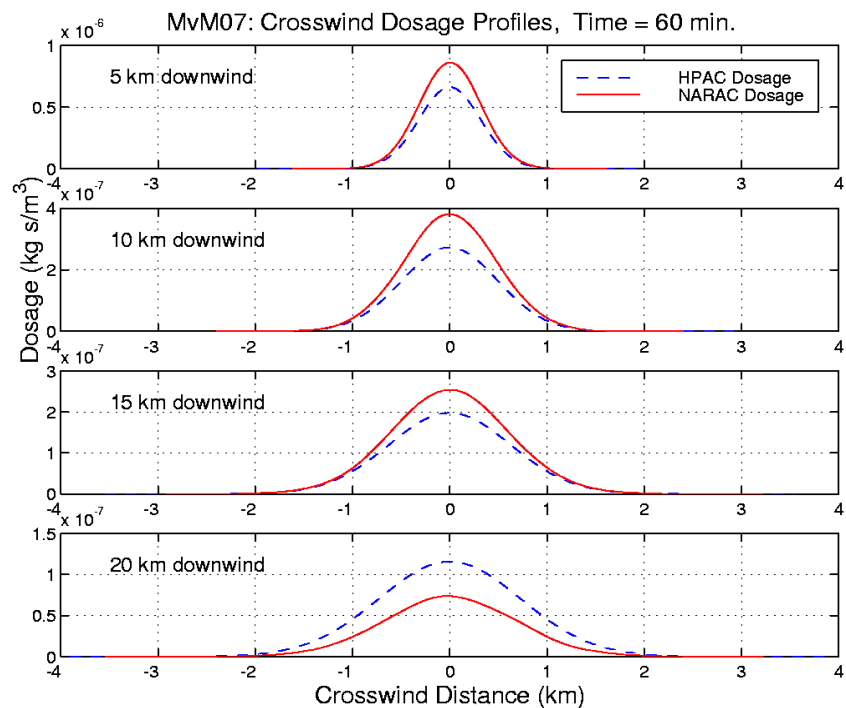 MvM07: Crosswind Dosage Profiles, Time = 60 min.
x 10^-6
1
0.5
0
5 km downwind
HPAC Dosage
NARAC Dosage
-4 -3 -2 -1 0 1 2 3 4
x 10^-7
4
2
0
10 km downwind
-4 -3 -2 -1 0 1 2 3 4
Dosage (kg s/m^3)
x 10^-7
3
2
1
0
15 km downwind
-4 -3 -2 -1 0 1 2 3 4
x 10^-7
1.5
1
0.5
0
20 km downwind
-4 -3 -2 -1 0 1 2 3 4
Crosswind Distance (km)